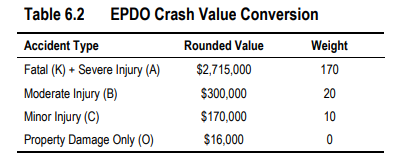 Table 6.2 EPDO Crash Value Conversion
Accident Type Rounded Value Weight
Fatal (K) + Severe Injury (A) $2,715,000 170
Moderate Injury (B) $300,000 20
Minor Injury (C) $170,000 10
Property Damage Only (O) $16,000 0